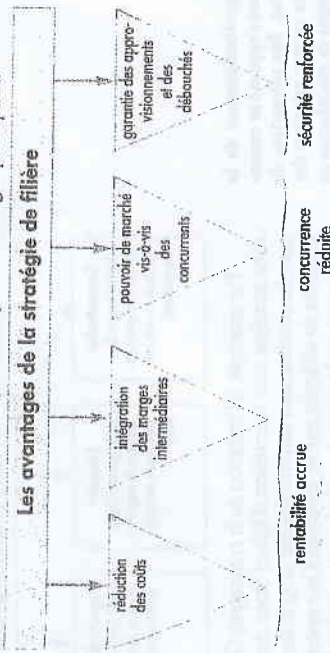 Les avantages de la stratégie de filière
réduction
des coûts
intégration
des marges
intermédiaires
pouvoir de marché
vis-à-vis
des
concurrents
garantie des appro-
visionnements
et des
débouchés
rentabilité accrue
concurrence
réduite
sécurité renforcée